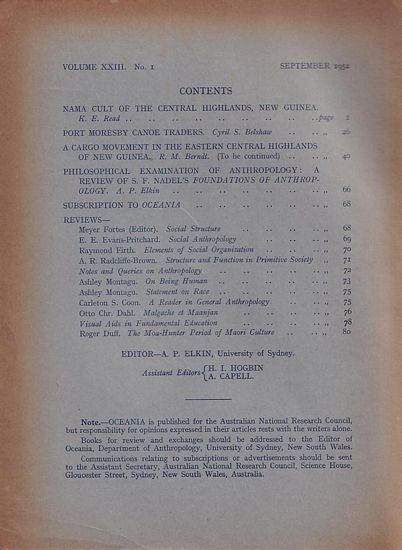 VOLUME XXIII. No. 1 SEPTEMBER 1952
CONTENTS
NAMA CULT OF THE CENTRAL HIGHLANDS, NEW GUINEA.
K. E. Read .. .. .. .. .. .. .. .. ..page 1
PORT MORESBY CANOE TRADERS. Cyril S. Belshaw .. .. „ 26
A CARGO MOVEMENT IN THE EASTERN CENTRAL HIGHLANDS
OF NEW GUINEA., R. M. Berndt. (To be continued) .. .. „ 40
PHILOSOPHICAL EXAMINATION OF ANTHROPOLOGY: A
REVIEW OF S. F. NADEL'S FOUNDATIONS OF ANTHROP-
OLOGY. A. P. Elkin .. .. .. .. .. .. .. „ 66
SUBSCRIPTION TO OCEANIA .. .. .. .. .. .. „ 68
REVIEWS—
Meyer Fortes (Editor). Social Structure .. .. .. .. „ 68
E. E. Evans-Pritchard. Social Anthropology .. .. .. „ 69
Raymond Firth. Elements of Social Organization .. .. .. „ 70
A. R. Radcliffe-Brown. Structure and Function in Primitive Society „ 71
Notes and Queries on Anthropology .. .. .. .. .. „ 72
Ashley Montagu. On Being Human .. .. .. .. .. „ 73
Ashley Montagu. Statement on Race .. .. .. .. .. „ 75
Carleton S. Coon. A Reader in General Anthropology .. .. „ 75
Otto Chr. Dahl. Malgache et Maanjan .. .. .. .. „ 76
Visual Aids in Fundamental Education .. .. .. .. „ 78
Roger Duff. The Moa-Hunter Period of Maori Culture .. .. „ 80
EDITOR—A. P. ELKIN, University of Sydney.
Assistant Editors { H. I. HOGBIN
A. CAPELL.
Note.—OCEANIA is published for the Australian National Research Council,
but responsibility for opinions expressed in their articles rests with the writers alone.
Books for review and exchanges should be addressed to the Editor of
Oceania, Department of Anthropology, University of Sydney, New South Wales.
Communications relating to subscriptions or advertisements should be sent
to the Assistant Secretary, Australian National Research Council, Science House,
Gloucester Street, Sydney, New South Wales, Australia.